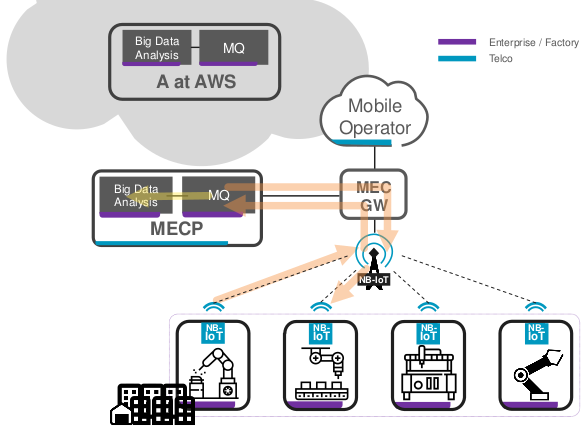 Big Data
Analysis
MQ
A at AWS
Enterprise / Factory
Telco
Mobile
Operator
Big Data
Analysis
MQ
MECP
MEC
GW
NB-IoT
NB-
IoT
NB-
IoT
NB-
IoT
NB-
IoT